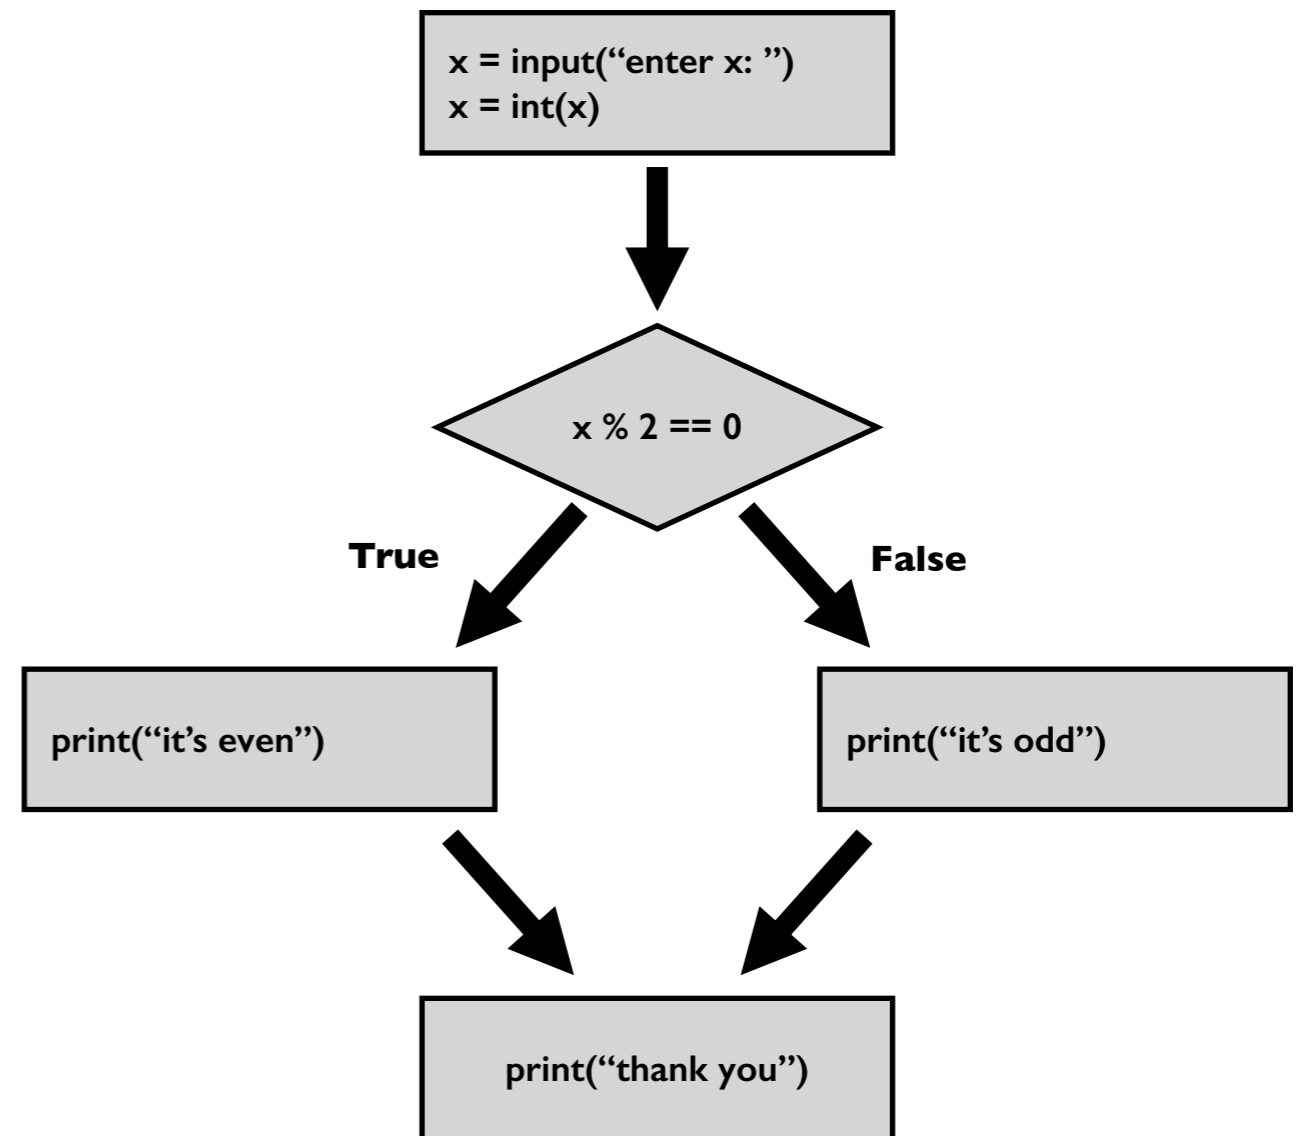 x = input(“enter x: ”)
x = int(x)
x % 2 == 0
True
False
print(“it’s even”)
print(“it’s odd”)
print(“thank you”)